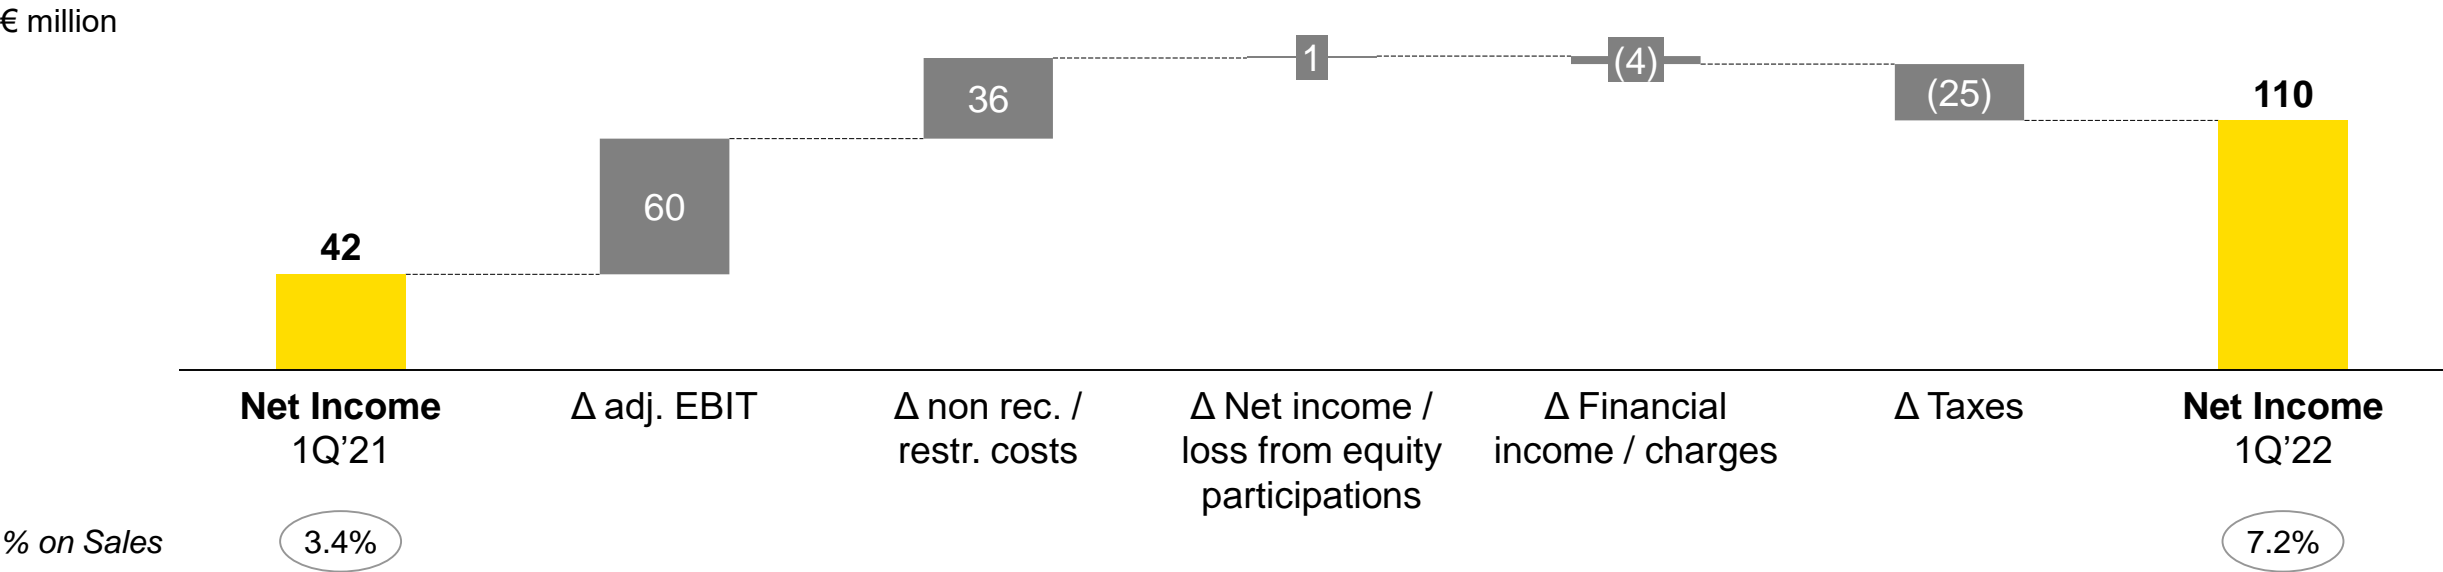 € million
42
60
36
1
(4)
(25)
110
Net Income
1Q’21
Δ adj. EBIT
Δ non rec. /
restr. costs
Δ Net income /
loss from equity
participations
Δ Financial
income / charges
Δ Taxes
Net Income
1Q’22
% on Sales
3.4%
7.2%